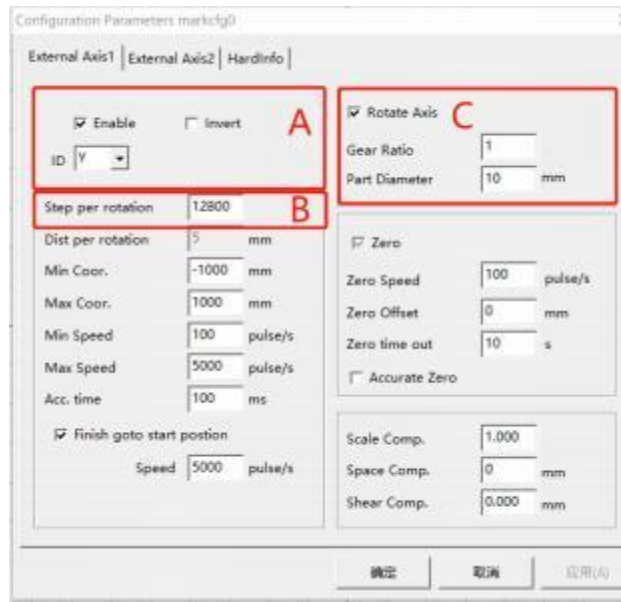 Configuration Parameters markcfg0
External Axis1 External Axis2 HardInfo
Enable Invert A
ID Y
Step per rotation 12800 B
Dist per rotation 5 mm
Min Coor. -1000 mm
Max Coor. 1000 mm
Min Speed 100 pulse/s
Max Speed 5000 pulse/s
Acc. time 100 ms
Finish goto start postion
Speed 5000 pulse/s
Rotate Axis C
Gear Ratio 1
Part Diameter 10 mm
Zero
Zero Speed 100 pulse/s
Zero Offset 0 mm
Zero time out 10 s
Accurate Zero
Scale Comp. 1.000
Space Comp. 0 mm
Shear Comp. 0.000 mm
确定 取消 应用(A)